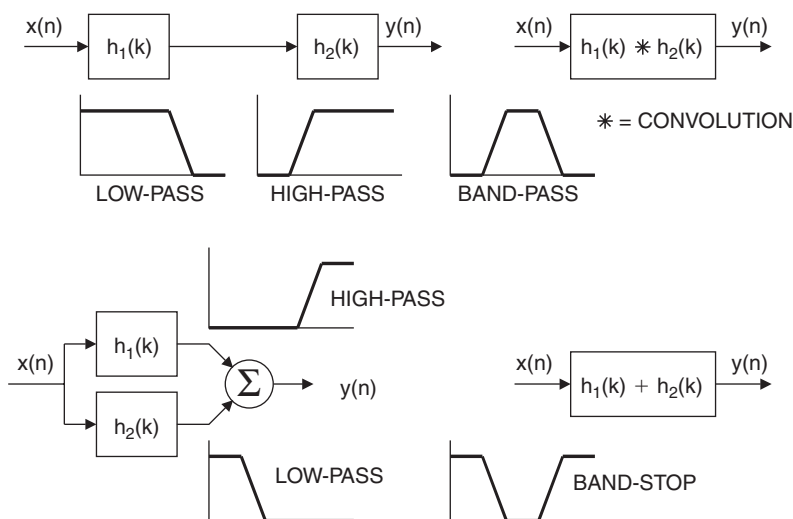 x(n)
h₁(k)
h₂(k)
y(n)
x(n)
h₁(k) ∗ h₂(k)
y(n)
∗ = CONVOLUTION
LOW-PASS
HIGH-PASS
BAND-PASS
HIGH-PASS
x(n)
h₁(k)
h₂(k)
Σ
y(n)
x(n)
h₁(k) + h₂(k)
y(n)
LOW-PASS
BAND-STOP